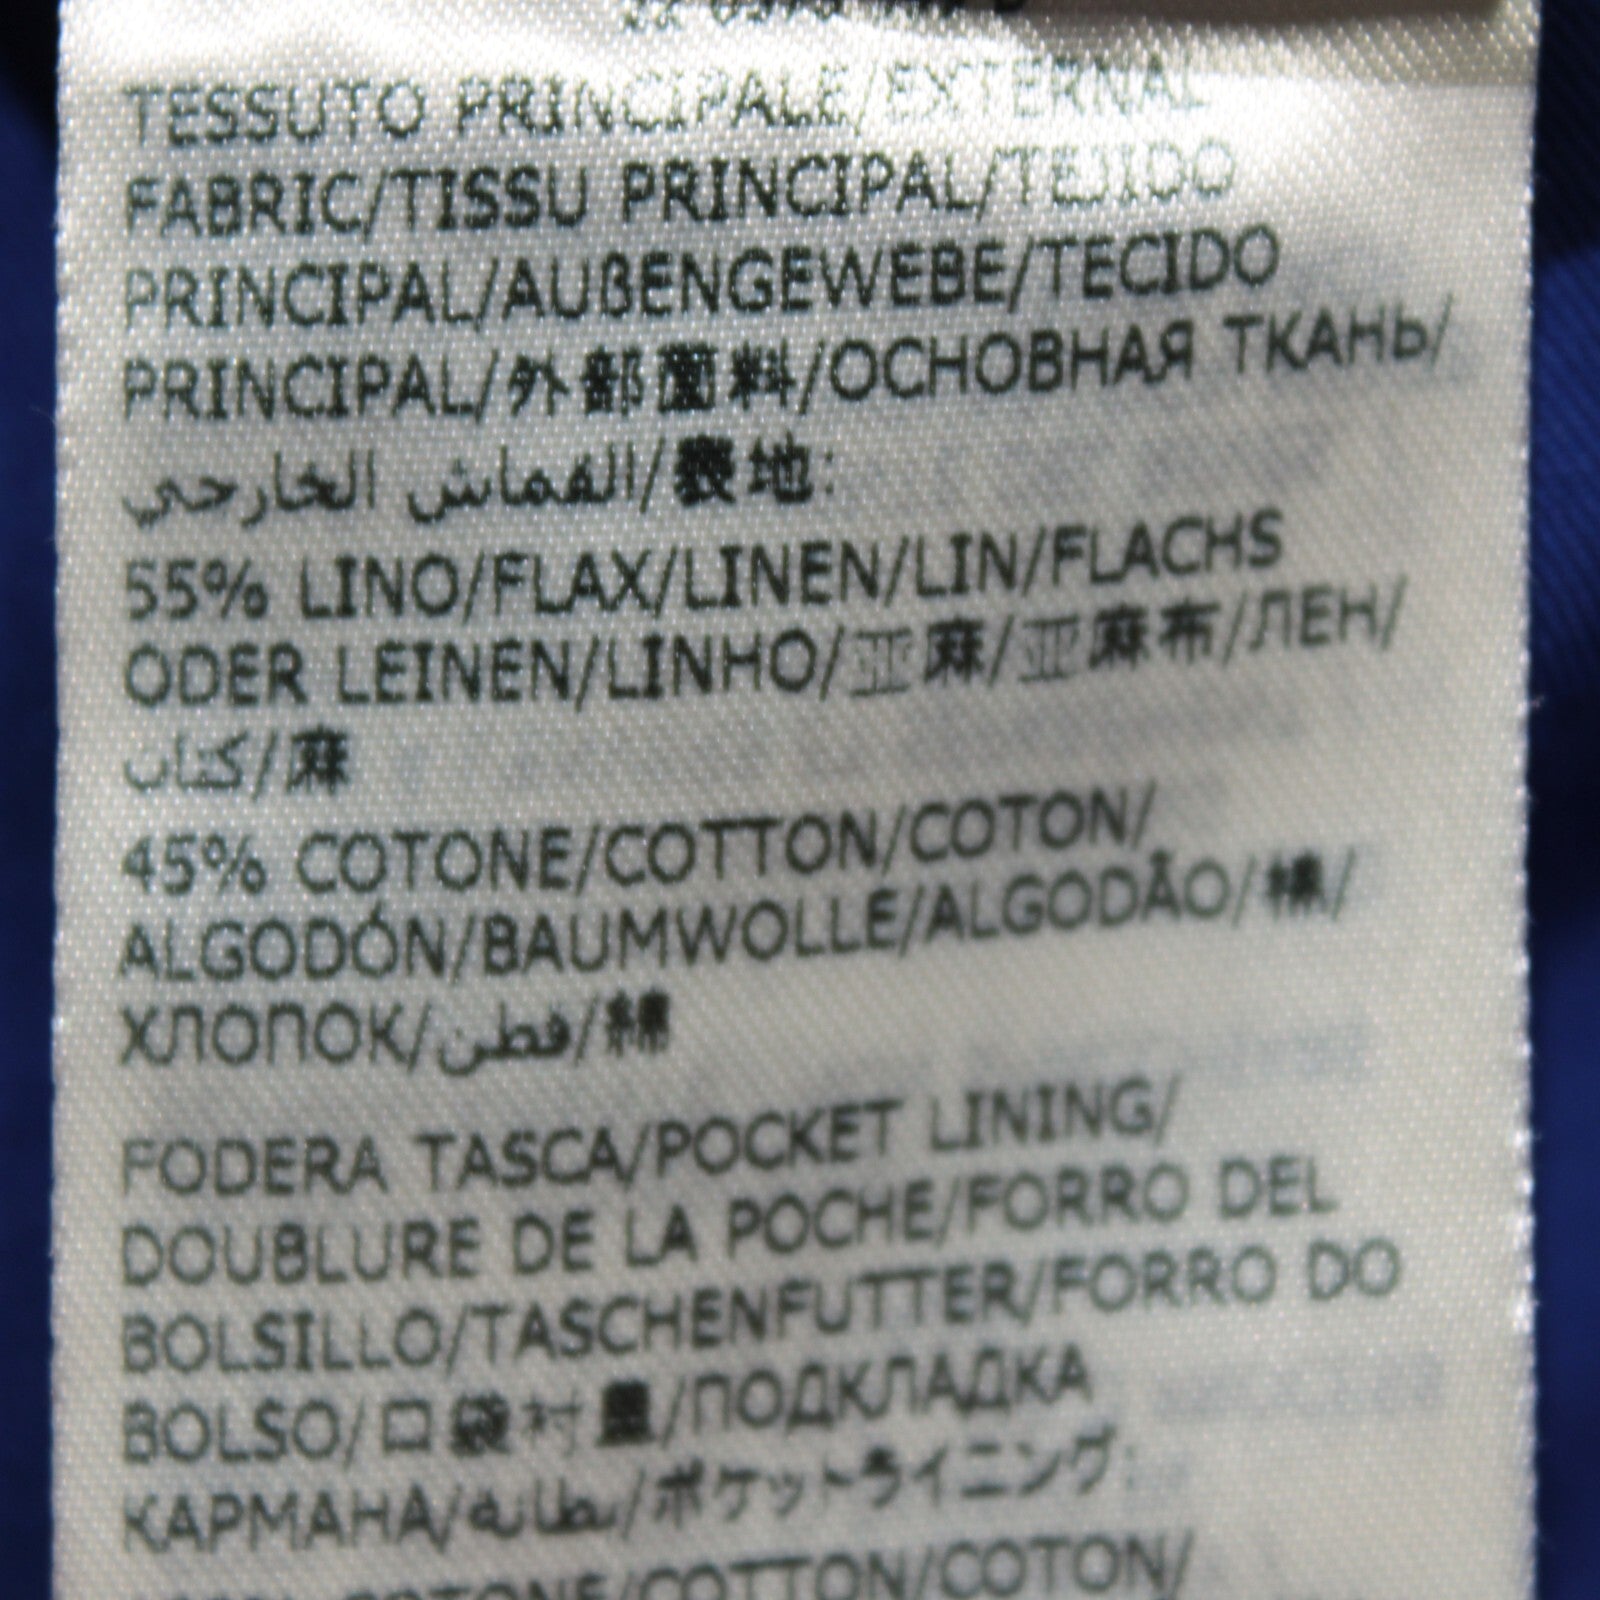 TESSUTO PRINCIPALE/EXTERNAL
FABRIC/TISSU PRINCIPAL/TEJIDO
PRINCIPAL/AUßENGEWEBE/TECIDO
PRINCIPAL/外部面料/ОСНОВНАЯ ТКАНЬ/
القماش الخارجي/表地:
55% LINO/FLAX/LINEN/LIN/FLACHS
ODER LEINEN/LINHO/亚麻/亚麻布/ЛЕН/
كتان/麻
45% COTONE/COTTON/COTON/
ALGODÓN/BAUMWOLLE/ALGODÃO/棉/
ХЛОПОК/قطن/綿
FODERA TASCA/POCKET LINING/
DOUBLURE DE LA POCHE/FORRO DEL
BOLSILLO/TASCHENFUTTER/FORRO DO
BOLSO/口袋衬里/ПОДКЛАДКА
КАРМАНА/بطانه/ポケットライニング:
COTONE/COTTON/COTON/